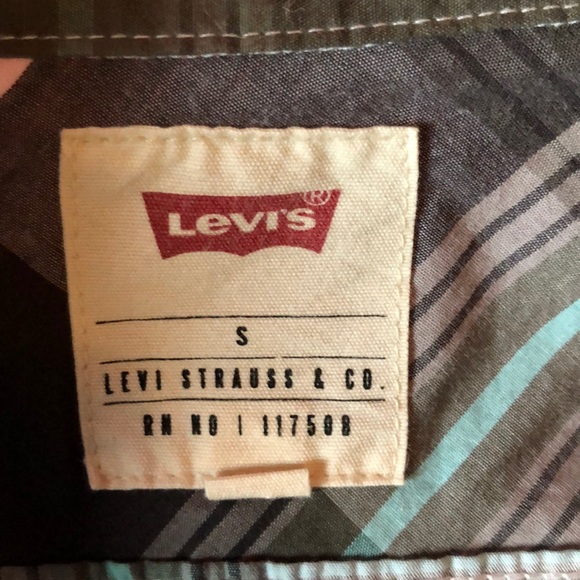 Levi's®
S
LEVI STRAUSS & CO.
RN NO | 117508